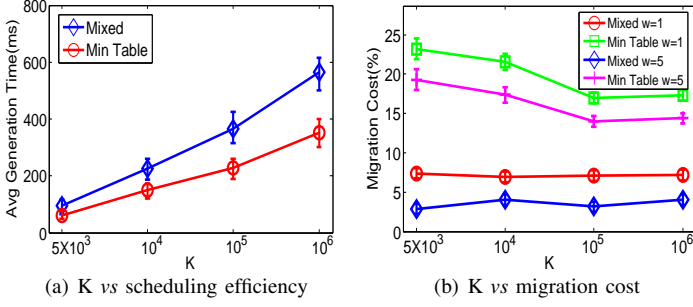 800
600
400
200
0
Avg Generation Time(ms)
Mixed
Min Table
5X10³ 10⁴ 10⁵ 10⁶
K
(a) K vs scheduling efficiency
25
20
15
10
5
0
Migration Cost(%)
Mixed w=1
Min Table w=1
Mixed w=5
Min Table w=5
5X10³ 10⁴ 10⁵ 10⁶
K
(b) K vs migration cost